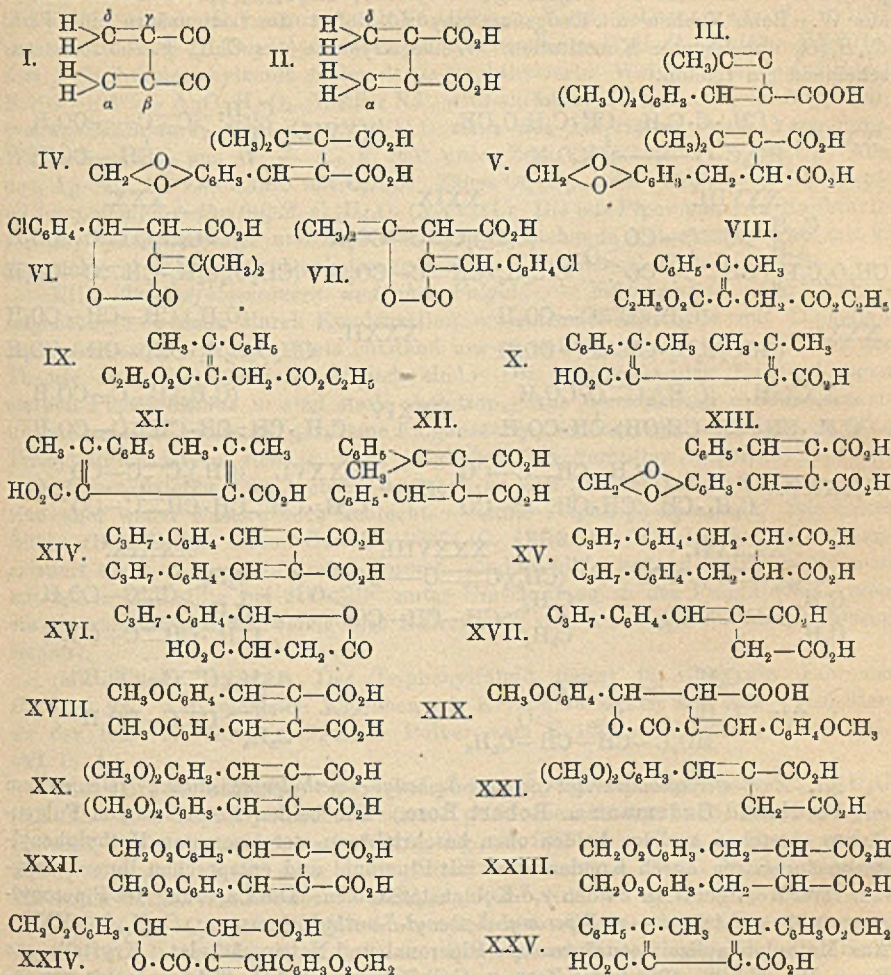 δ γ
H>C=C—CO
H
I.
H>C=C—CO
H
α β
δ
H>C=C—CO₂H
H
II.
H>C=C—CO₂H
H
α
III.
(CH₃)C=C
(CH₃O)₂C₆H₃·CH=C—COOH
(CH₃)₂C=C—CO₂H
IV. CH₂<O O>C₆H₃·CH=C—CO₂H
(CH₃)₂C=C—CO₂H
V. CH₂<O O>C₆H₃·CH₂·CH·CO₂H
ClC₆H₄·CH—CH—CO₂H
VI. C=C(CH₃)₂
O—CO
(CH₃)₂=C—CH—CO₂H
VII. C=CH·C₆H₄Cl
O—CO
VIII.
C₆H₅·C·CH₃
C₂H₅O₂C·C·CH₂·CO₂C₂H₅
CH₃·C·C₆H₅
IX.
C₂H₅O₂C·C·CH₂·CO₂C₂H₅
C₆H₅·C·CH₃ CH₃·C·CH₃
X.
HO₂C·C—C·CO₂H
XI.
CH₃·C·C₆H₅ CH₃·C·CH₃
HO₂C·C—C·CO₂H
XII.
C₆H₅
CH₃>C=C—CO₂H
C₆H₅·CH=C—CO₂H
XIII.
C₆H₅·CH=C—CO₂H
CH₂<O O>C₆H₃·CH=C—CO₂H
C₃H₇·C₆H₄·CH=C—CO₂H
XIV.
C₃H₇·C₆H₄·CH=C—CO₂H
C₃H₇·C₆H₄·CH₂·CH·CO₂H
XV.
C₃H₇·C₆H₄·CH₂·CH·CO₂H
C₃H₇·C₆H₄·CH—O
XVI.
HO₂C·CH·CH₂·CO
C₃H₇·C₆H₄·CH=C—CO₂H
XVII.
CH₂—CO₂H
CH₃OC₆H₄·CH=C—CO₂H
XVIII.
CH₃OC₆H₄·CH=C—CO₂H
CH₃OC₆H₄·CH—CH—COOH
XIX.
O·CO·C=CH·C₆H₄OCH₃
(CH₃O)₂C₆H₃·CH=C—CO₂H
XX.
(CH₃O)₂C₆H₃·CH=C—CO₂H
(CH₃O)₂C₆H₃·CH=C—CO₂H
XXI.
CH₂—CO₂H
CH₂O₂C₆H₃·CH=C—CO₂H
XXII.
CH₂O₂C₆H₃·CH=C—CO₂H
CH₂O₂C₆H₃·CH₂—CH—CO₂H
XXIII.
CH₂O₂C₆H₃·CH₂—CH—CO₂H
CH₃O₂C₆H₃·CH—CH—CO₂H
XXIV. O·CO·C=CHC₆H₃O₂CH₂
C₆H₅·C·CH₃ CH·C₆H₃O₂CH₂
XXV.
HO₂C·C—C·CO₂H